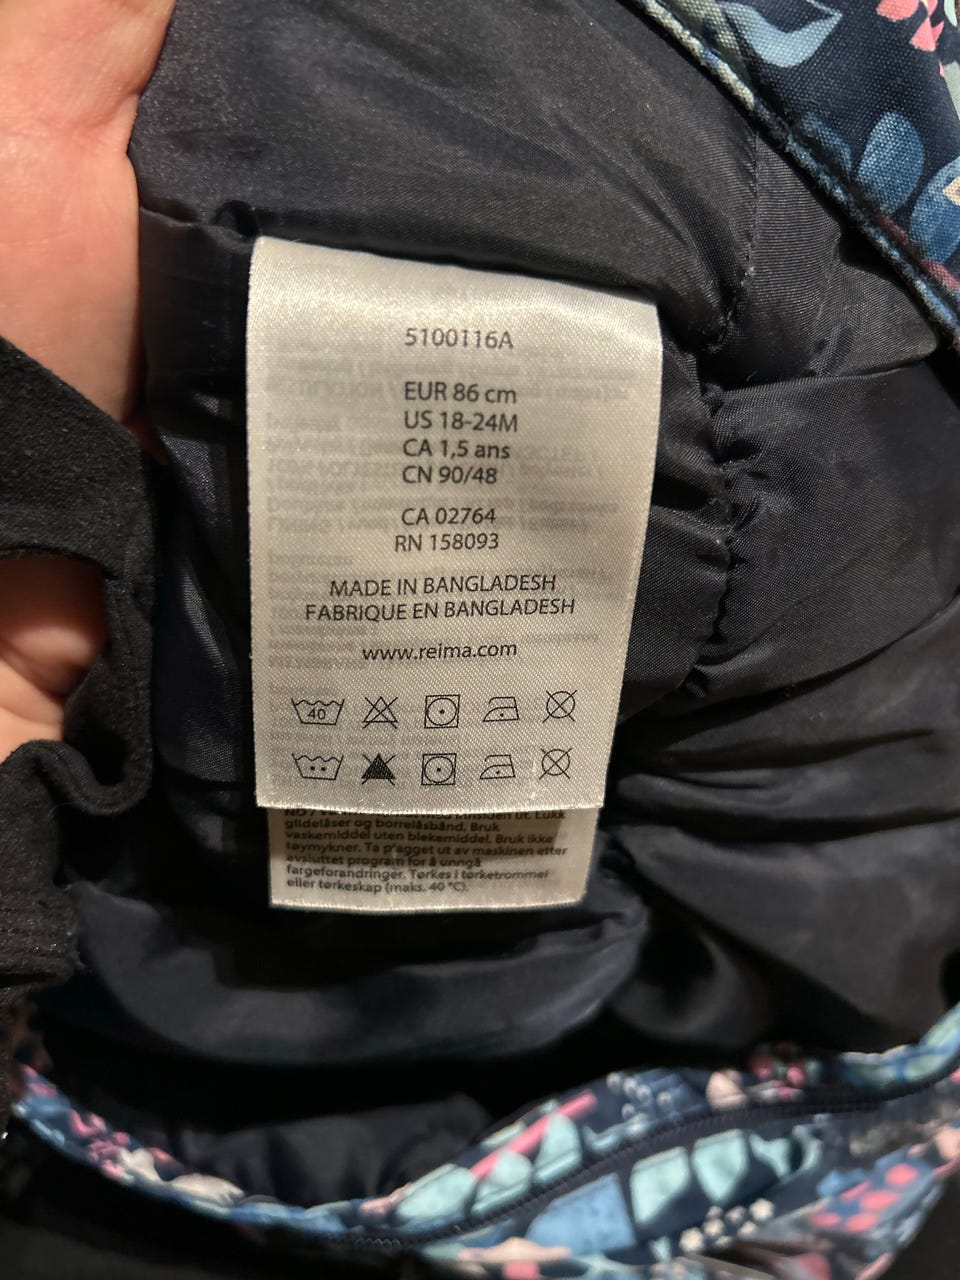 5100116A
EUR 86 cm
US 18-24M
CA 1,5 ans
CN 90/48
CA 02764
RN 158093
MADE IN BANGLADESH
FABRIQUE EN BANGLADESH
www.reima.com
40
glidelåser og borrelåsbånd. Bruk
vaskemiddel uten blekemiddel. Bruk ikke
tøymykner. Ta plagget ut av maskinen etter
avsluttet program for å unngå
fargeforandringer. Tørkes i tørketrommel
eller tørkeskap (maks. 40 °C).